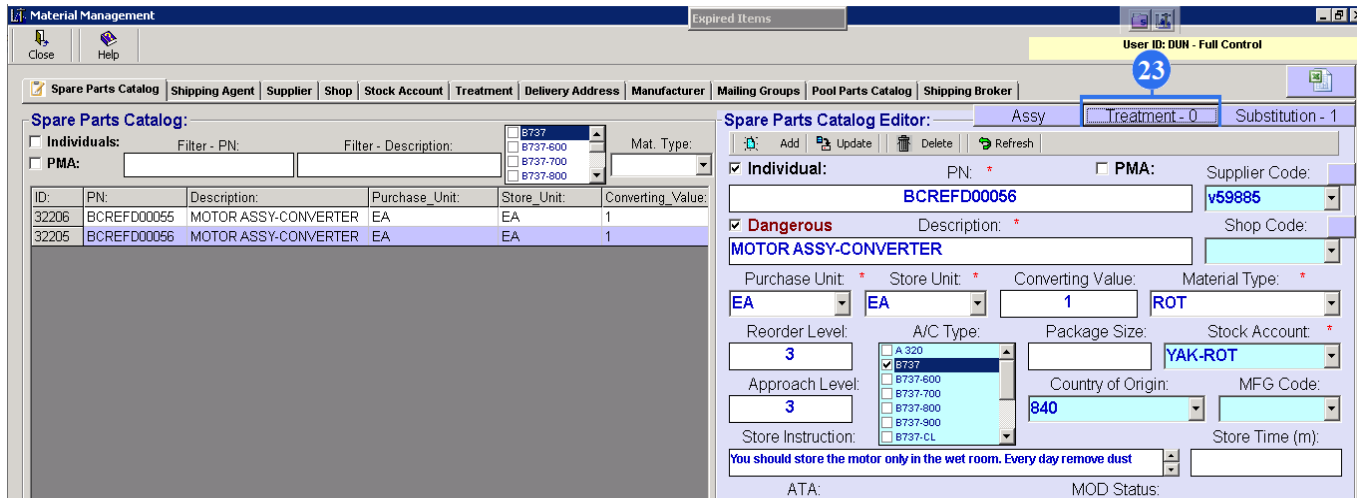 Material Management
Expired Items
Close
Help
User ID: DUN - Full Control
23
Spare Parts Catalog Shipping Agent Supplier Shop Stock Account Treatment Delivery Address Manufacturer Mailing Groups Pool Parts Catalog Shipping Broker
Spare Parts Catalog:
Individuals:
Filter - PN:
Filter - Description:
Mat. Type:
PMA:
B737
B737-600
B737-700
B737-800
ID: PN: Description: Purchase_Unit: Store_Unit: Converting_Value:
32206 BCREFD00055 MOTOR ASSY-CONVERTER EA EA 1
32205 BCREFD00056 MOTOR ASSY-CONVERTER EA EA 1
Spare Parts Catalog Editor:
Assy Treatment - 0 Substitution - 1
Add Update Delete Refresh
Individual: PN: * PMA: Supplier Code:
BCREFD00056 v59885
Dangerous Description: * Shop Code:
MOTOR ASSY-CONVERTER
Purchase Unit: * Store Unit: * Converting Value: Material Type: *
EA EA 1 ROT
Reorder Level: A/C Type: Package Size: Stock Account: *
3 YAK-ROT
A 320
B737
B737-600
B737-700
B737-800
B737-900
B737-CL
Approach Level: Country of Origin: MFG Code:
3 840
Store Instruction: Store Time (m):
You should store the motor only in the wet room. Every day remove dust
ATA: MOD Status: